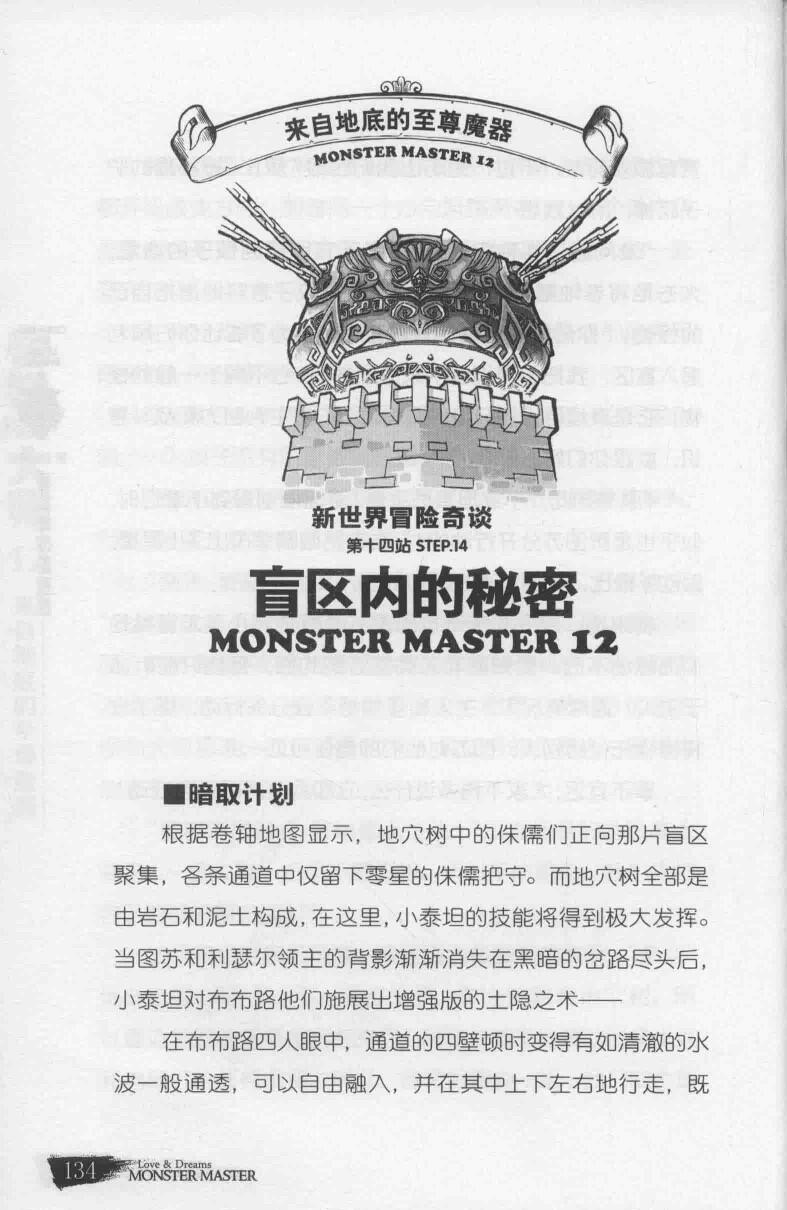 来自地底的至尊魔器
MONSTER MASTER 12
新世界冒险奇谈
第十四站 STEP.14
盲区内的秘密
MONSTER MASTER 12
■暗取计划
根据卷轴地图显示，地穴树中的侏儒们正向那片盲区
聚集，各条通道中仅留下零星的侏儒把守。而地穴树全部是
由岩石和泥土构成，在这里，小泰坦的技能将得到极大发挥。
当图苏和利瑟尔领主的背影渐渐消失在黑暗的岔路尽头后，
小泰坦对布布路他们施展出增强版的土隐之术——
在布布路四人眼中，通道的四壁顿时变得有如清澈的水
波一般通透，可以自由融入，并在其中上下左右地行走，既
134
Love & Dreams
MONSTER MASTER